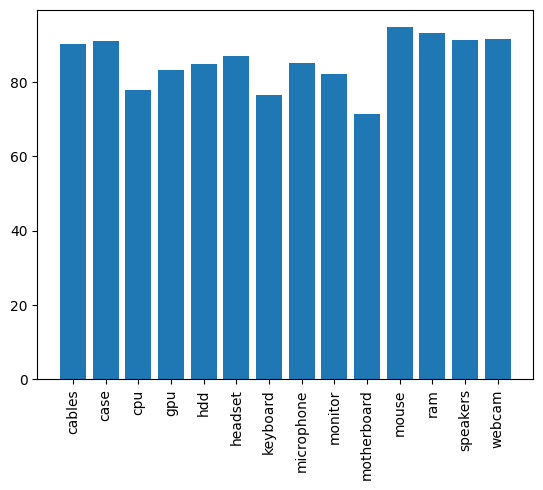 80
60
40
20
0
cables
case
cpu
gpu
hdd
headset
keyboard
microphone
monitor
motherboard
mouse
ram
speakers
webcam